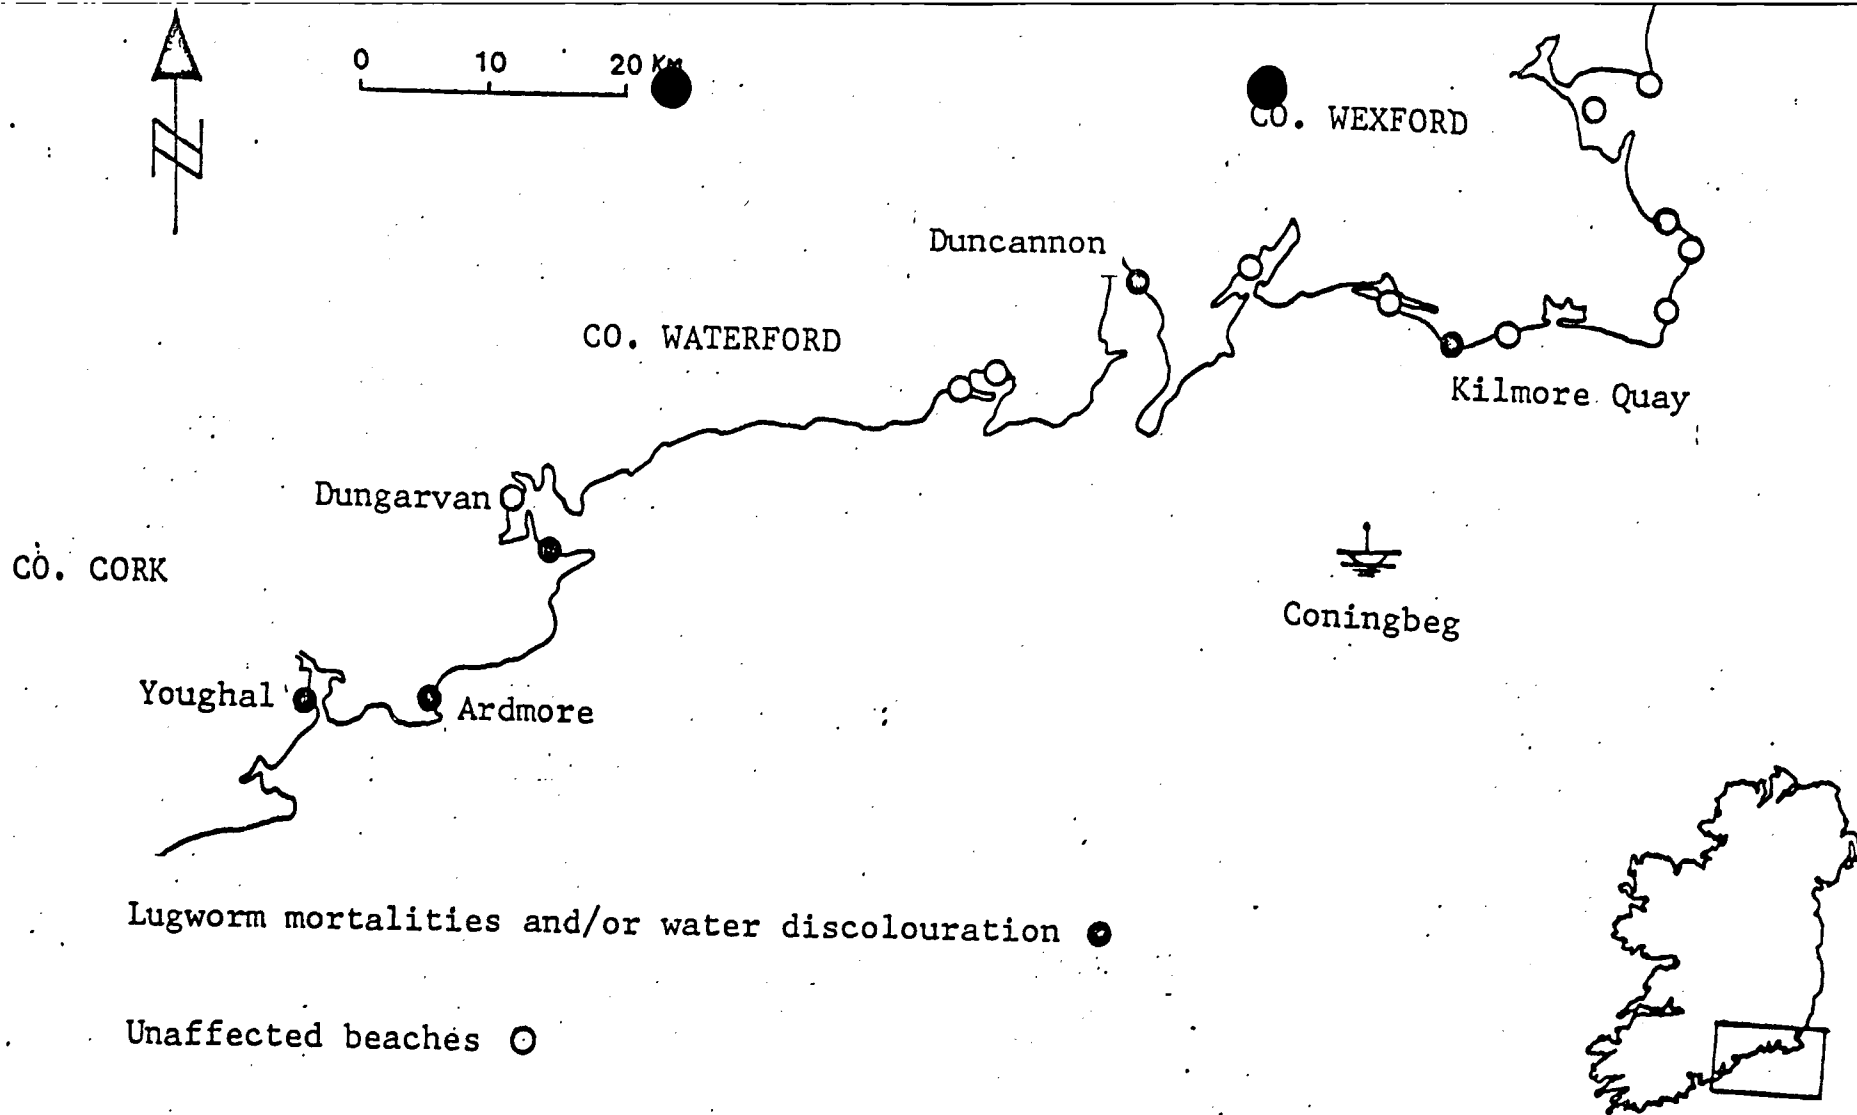 0 10 20 Km
CO. WEXFORD
Duncannon
CO. WATERFORD
Kilmore Quay
Dungarvan
CO. CORK
Coningbeg
Youghal
Ardmore
Lugworm mortalities and/or water discolouration
Unaffected beaches